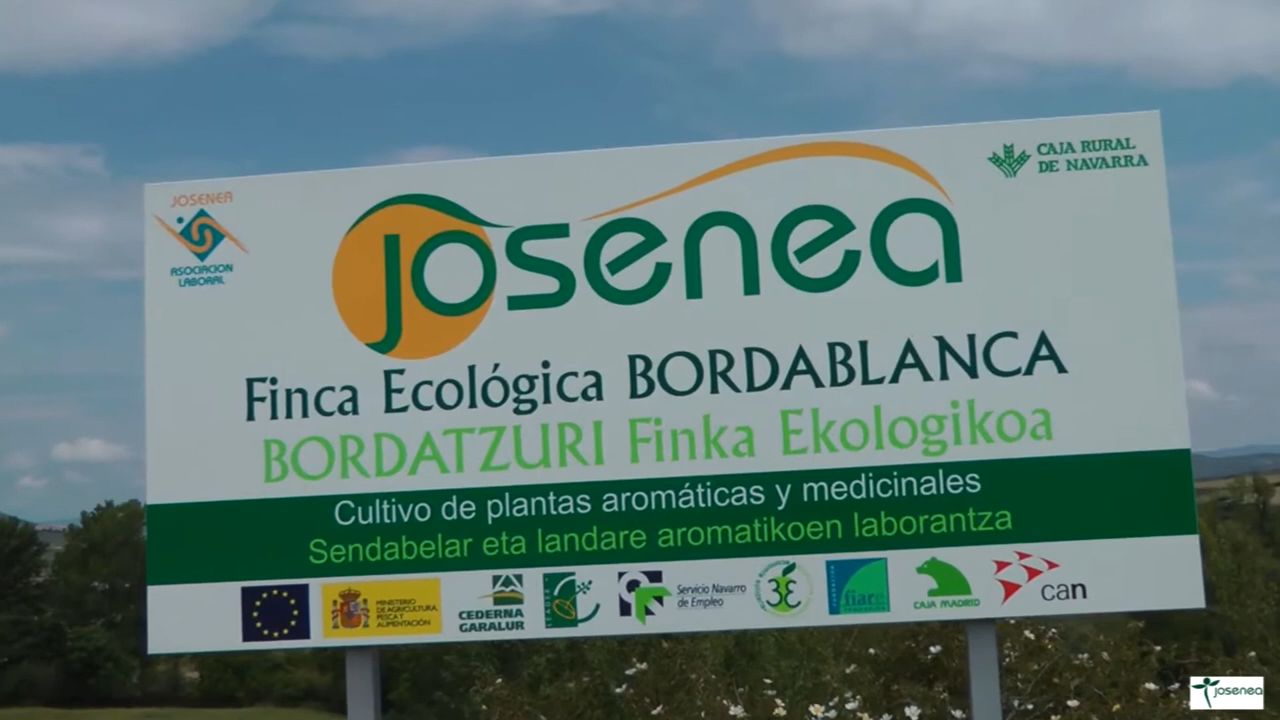 JOSENEA
ASOCIACION
LABORAL
CAJA RURAL
DE NAVARRA
josenea
Finca Ecológica BORDABLANCA
BORDATZURI Finka Ekologikoa
Cultivo de plantas aromáticas y medicinales
Sendabelar eta landare aromatikoen laborantza
MINISTERIO
DE AGRICULTURA,
PESCA Y
ALIMENTACIÓN
CEDERNA
GARALUR
LEADER
Servicio Navarro
de Empleo
3E
fiare
CAJA MADRID
can
josenea